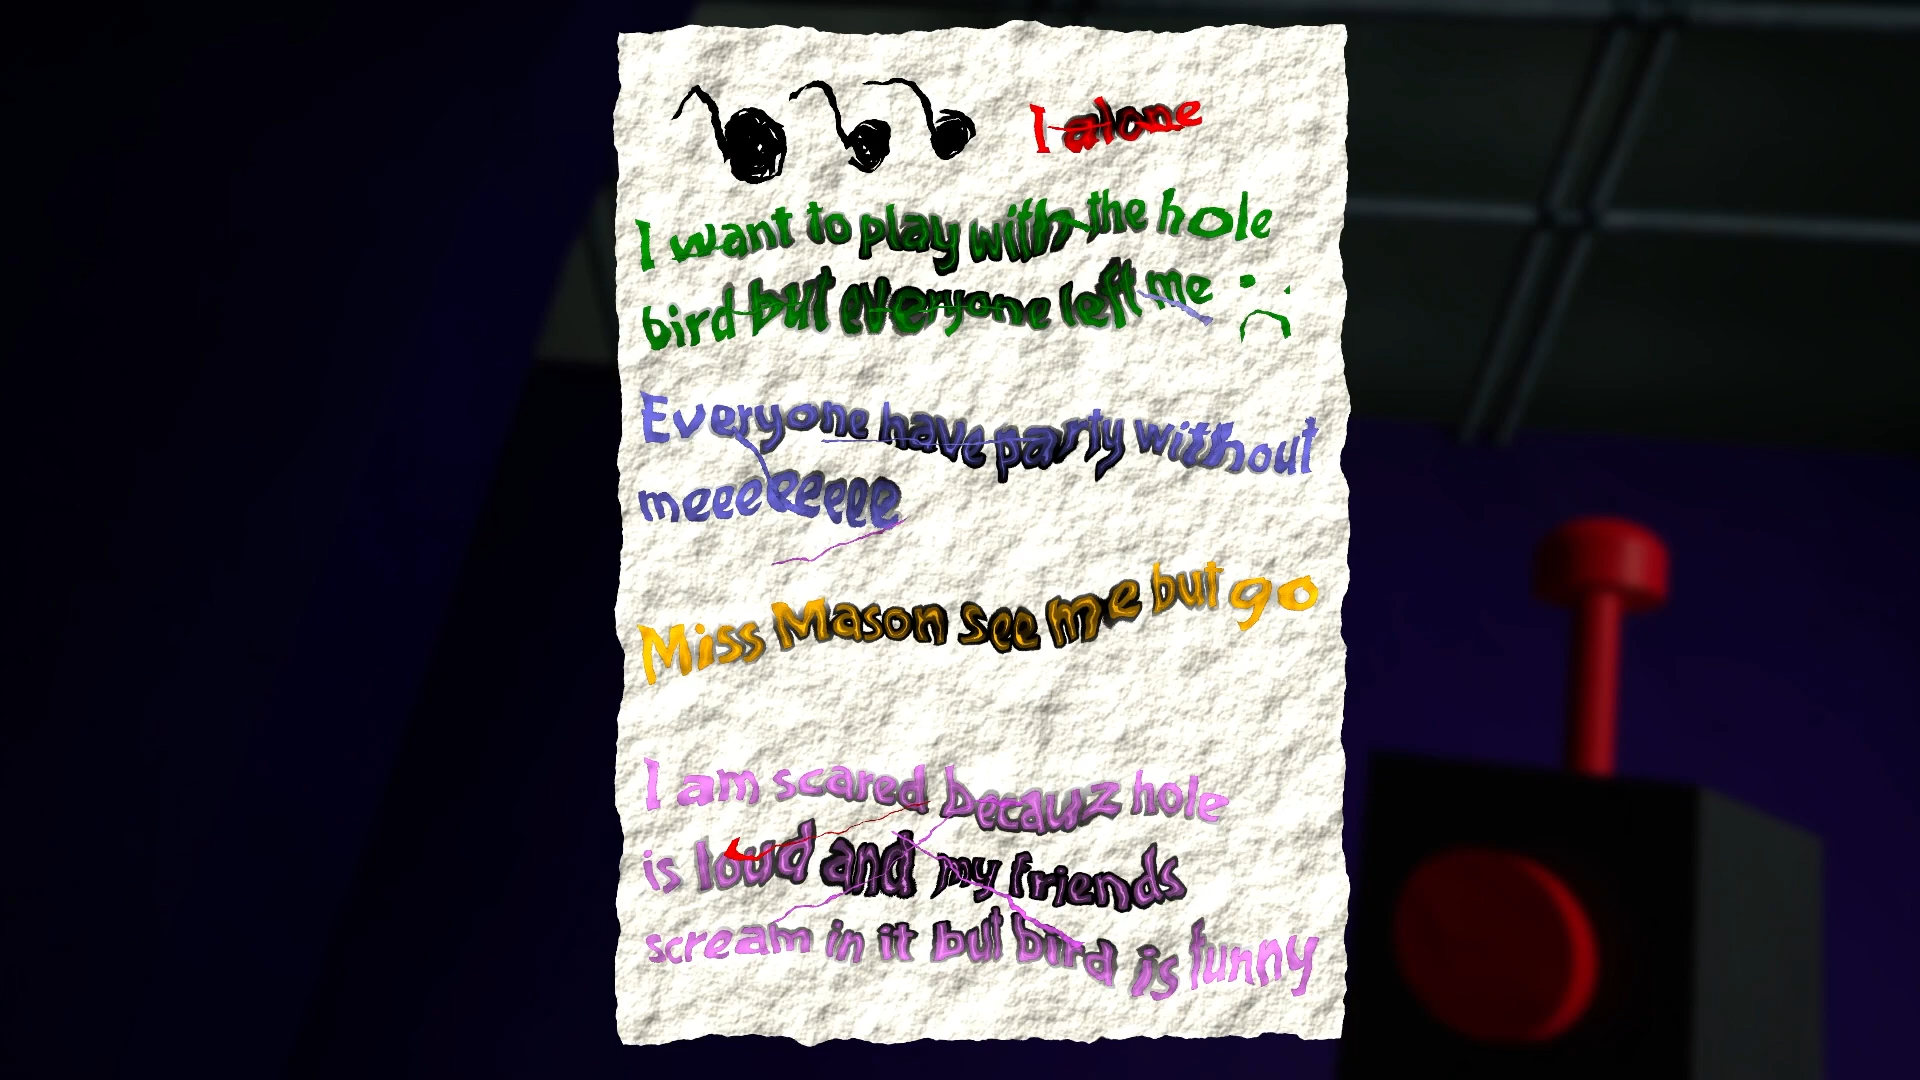 I alone
I want to play with the hole
bird but everyone left me :(
Everyone have party without
meeeeeeee
Miss Mason see me but go
I am scared becauz hole
is loud and my friends
scream in it but bird is funny